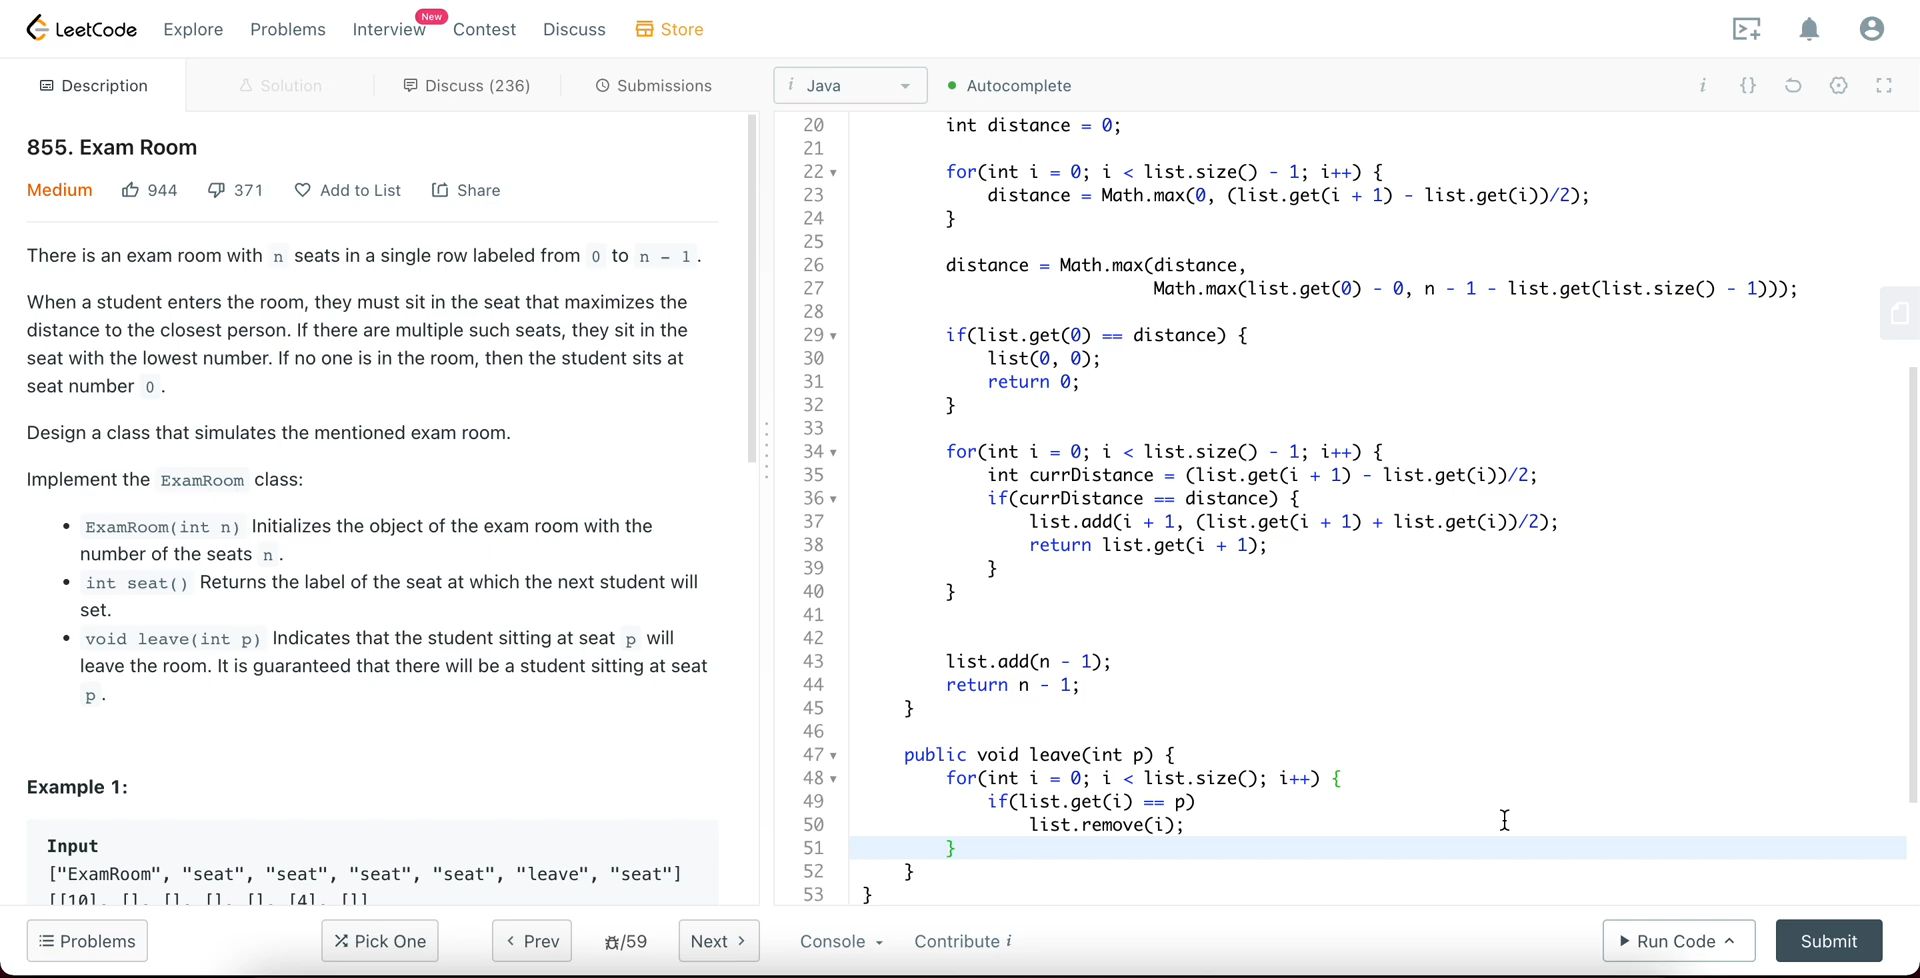 LeetCode Explore Problems Interview New Contest Discuss Store
Description Solution Discuss (236) Submissions
855. Exam Room
Medium 944 371 Add to List Share
There is an exam room with n seats in a single row labeled from 0 to n - 1 .
When a student enters the room, they must sit in the seat that maximizes the
distance to the closest person. If there are multiple such seats, they sit in the
seat with the lowest number. If no one is in the room, then the student sits at
seat number 0 .
Design a class that simulates the mentioned exam room.
Implement the ExamRoom class:
• ExamRoom(int n) Initializes the object of the exam room with the
number of the seats n .
• int seat() Returns the label of the seat at which the next student will
set.
• void leave(int p) Indicates that the student sitting at seat p will
leave the room. It is guaranteed that there will be a student sitting at seat
p .
Example 1:
Input
["ExamRoom", "seat", "seat", "seat", "seat", "leave", "seat"]
[[10], [], [], [], [], [4], []]
i Java Autocomplete i {}
20 int distance = 0;
21
22 for(int i = 0; i < list.size() - 1; i++) {
23 distance = Math.max(0, (list.get(i + 1) - list.get(i))/2);
24 }
25
26 distance = Math.max(distance,
27 Math.max(list.get(0) - 0, n - 1 - list.get(list.size() - 1)));
28
29 if(list.get(0) == distance) {
30 list(0, 0);
31 return 0;
32 }
33
34 for(int i = 0; i < list.size() - 1; i++) {
35 int currDistance = (list.get(i + 1) - list.get(i))/2;
36 if(currDistance == distance) {
37 list.add(i + 1, (list.get(i + 1) + list.get(i))/2);
38 return list.get(i + 1);
39 }
40 }
41
42
43 list.add(n - 1);
44 return n - 1;
45 }
46
47 public void leave(int p) {
48 for(int i = 0; i < list.size(); i++) {
49 if(list.get(i) == p)
50 list.remove(i);
51 }
52 }
53 }
Problems Pick One Prev /59 Next Console Contribute i Run Code Submit